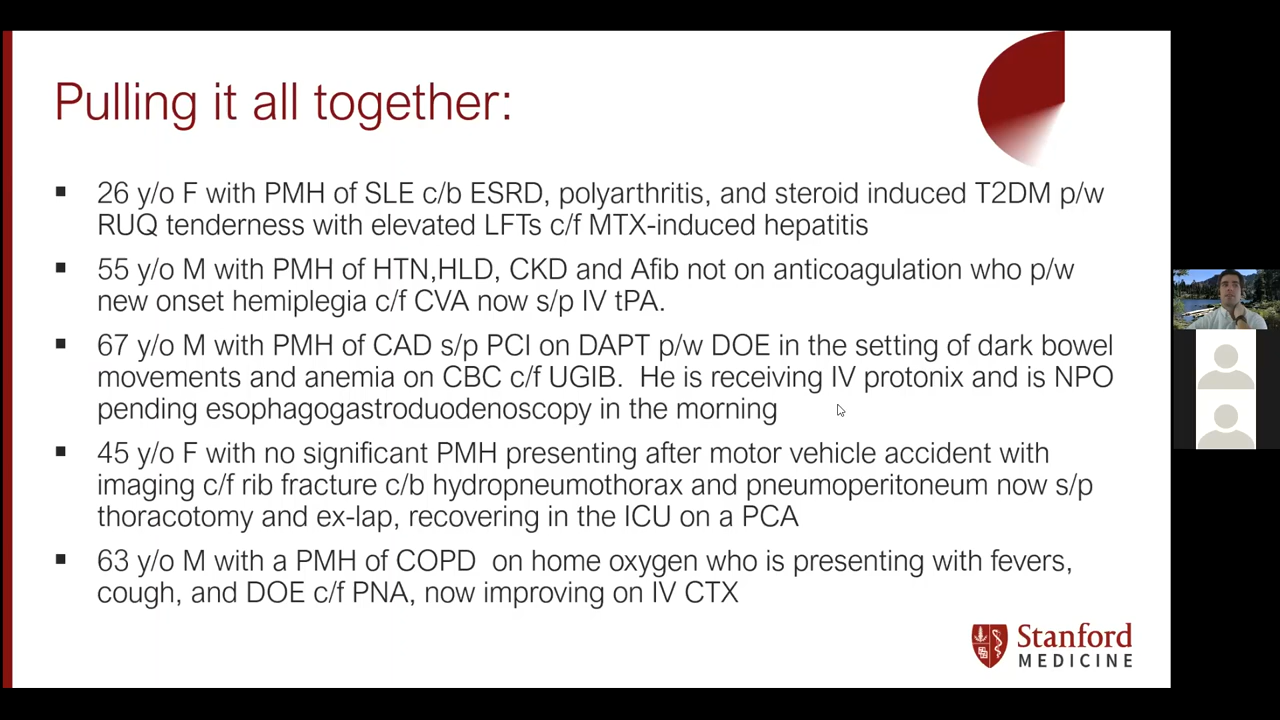 Pulling it all together:
▪ 26 y/o F with PMH of SLE c/b ESRD, polyarthritis, and steroid induced T2DM p/w
RUQ tenderness with elevated LFTs c/f MTX-induced hepatitis
▪ 55 y/o M with PMH of HTN,HLD, CKD and Afib not on anticoagulation who p/w
new onset hemiplegia c/f CVA now s/p IV tPA.
▪ 67 y/o M with PMH of CAD s/p PCI on DAPT p/w DOE in the setting of dark bowel
movements and anemia on CBC c/f UGIB.  He is receiving IV protonix and is NPO
pending esophagogastroduodenoscopy in the morning
▪ 45 y/o F with no significant PMH presenting after motor vehicle accident with
imaging c/f rib fracture c/b hydropneumothorax and pneumoperitoneum now s/p
thoracotomy and ex-lap, recovering in the ICU on a PCA
▪ 63 y/o M with a PMH of COPD  on home oxygen who is presenting with fevers,
cough, and DOE c/f PNA, now improving on IV CTX
Stanford
MEDICINE